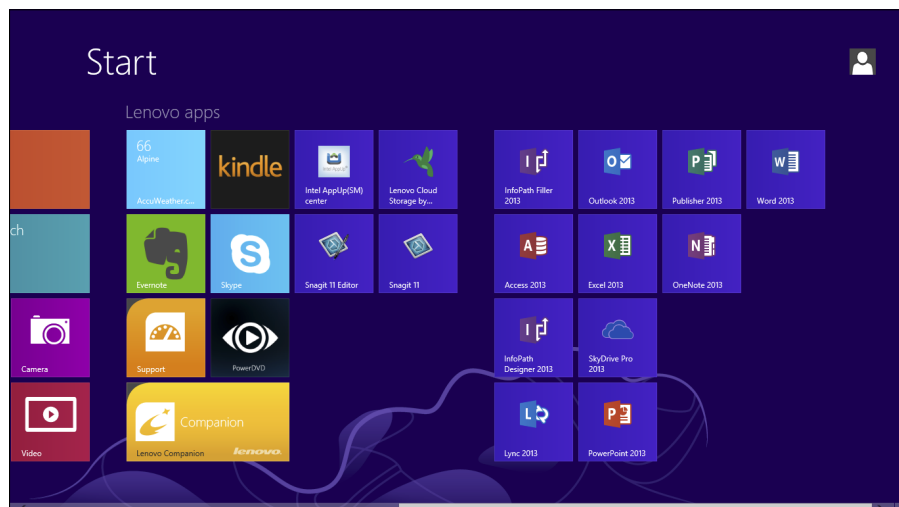 Start
Lenovo apps
66
Alpine
AccuWeather.c...
kindle
Intel AppUp
Intel AppUp(SM)
center
Lenovo Cloud
Storage by...
I
InfoPath Filler
2013
O
Outlook 2013
P
Publisher 2013
W
Word 2013
ch
Evernote
S
Skype
Snagit 11 Editor
Snagit 11
A
Access 2013
X
Excel 2013
N
OneNote 2013
Camera
Support
PowerDVD
I
InfoPath
Designer 2013
SkyDrive Pro
2013
Video
Companion
Lenovo Companion
lenovo.
L
Lync 2013
P
PowerPoint 2013